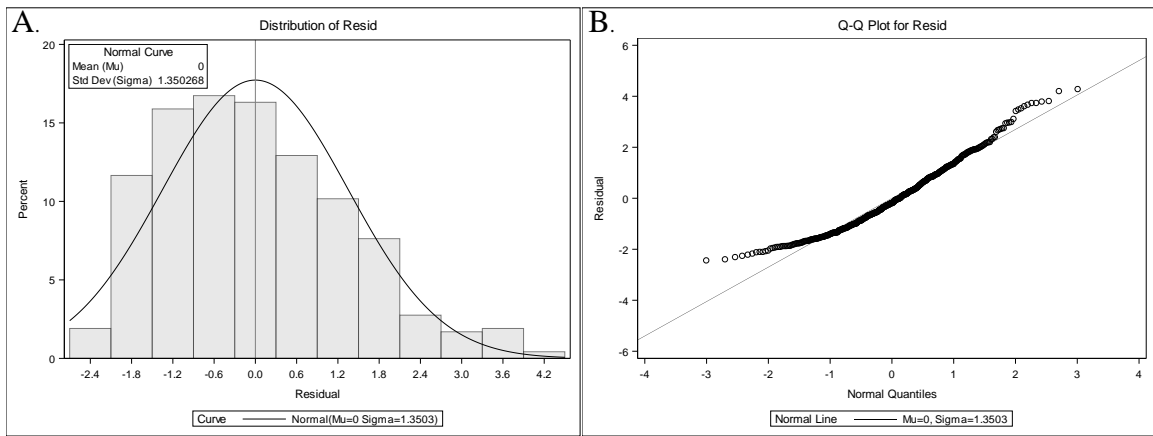 A.
Distribution of Resid
20
15
10
5
0
Percent
Normal Curve
Mean (Mu) 0
Std Dev (Sigma) 1.350268
-2.4 -1.8 -1.2 -0.6 0.0 0.6 1.2 1.8 2.4 3.0 3.6 4.2
Residual
Curve Normal(Mu=0 Sigma=1.3503)
B.
Q-Q Plot for Resid
6
4
2
0
-2
-4
-6
Residual
-4 -3 -2 -1 0 1 2 3 4
Normal Quantiles
Normal Line Mu=0, Sigma=1.3503